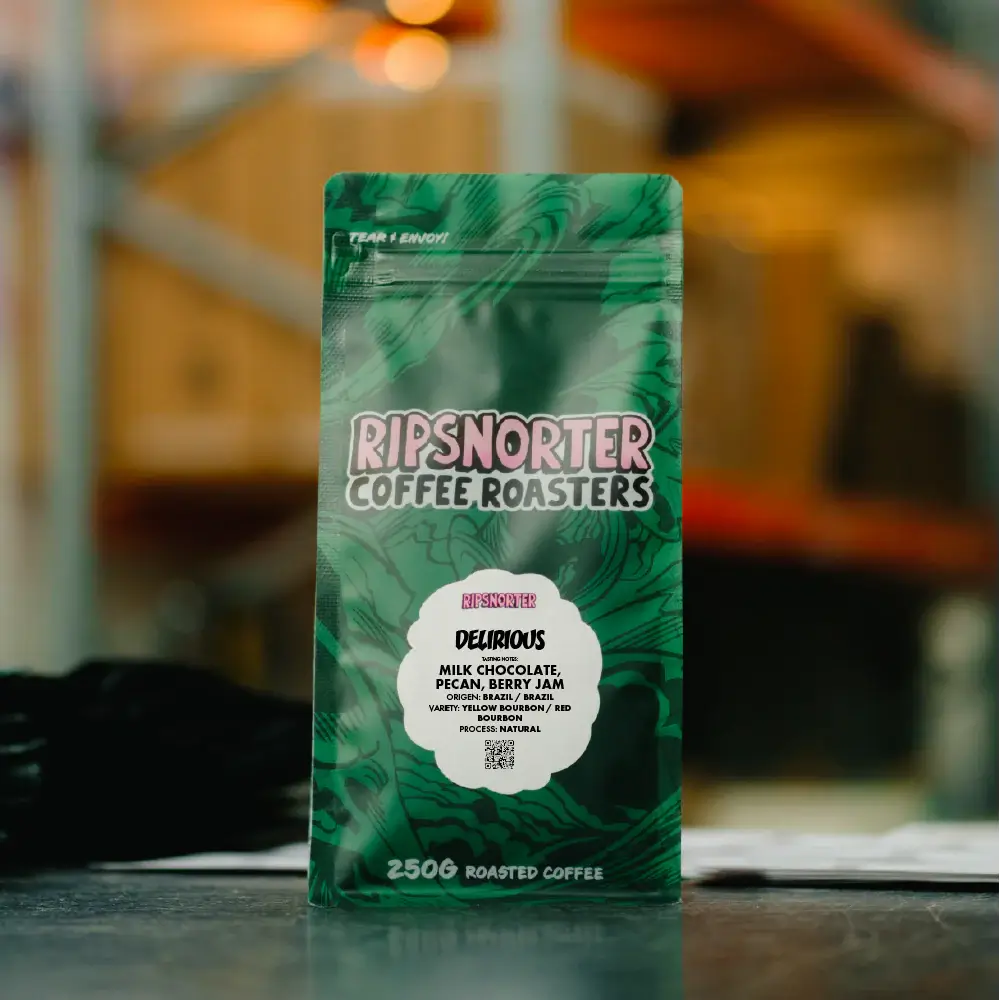 TEAR & ENJOY!
RIPSNORTER
COFFEE ROASTERS
RIPSNORTER
DELIRIOUS
TASTING NOTES:
MILK CHOCOLATE,
PECAN, BERRY JAM
ORIGEN: BRAZIL / BRAZIL
VARETY: YELLOW BOURBON / RED
BOURBON
PROCESS: NATURAL
250G ROASTED COFFEE